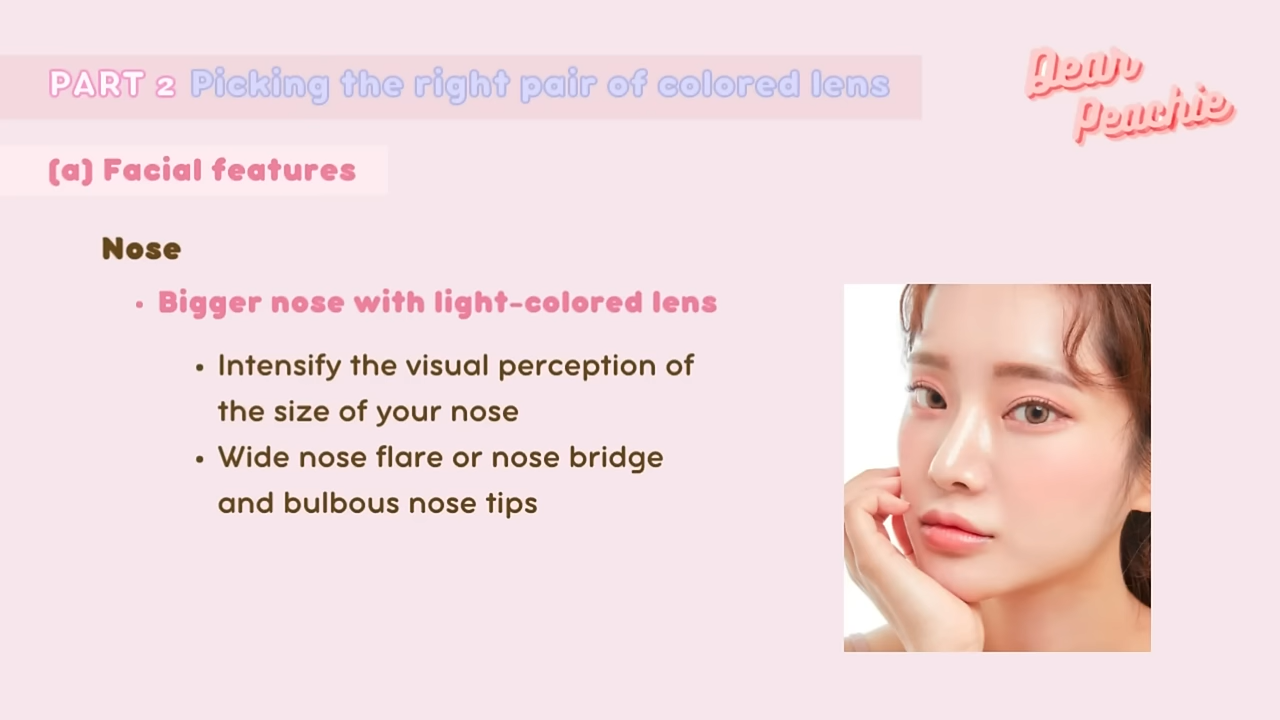 PART 2 Picking the right pair of colored lens
Dear
Peachie
(a) Facial features
Nose
• Bigger nose with light-colored lens
• Intensify the visual perception of
the size of your nose
• Wide nose flare or nose bridge
and bulbous nose tips